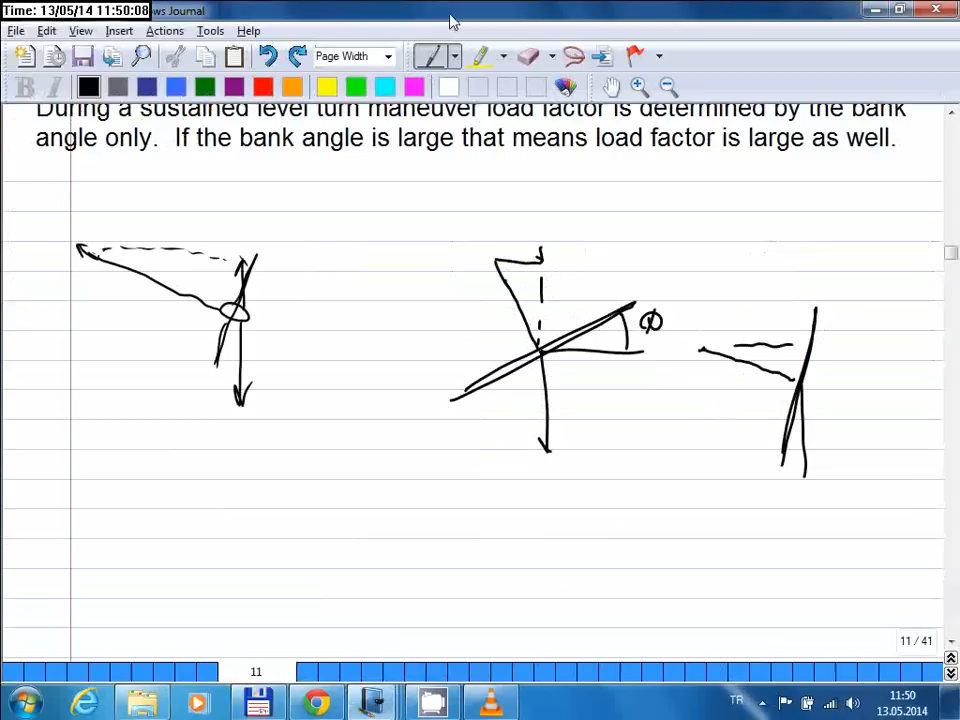 Time: 13/05/14 11:50:08
ws Journal
File Edit View Insert Actions Tools Help
Page Width
B I
During a sustained level turn maneuver load factor is determined by the bank
angle only. If the bank angle is large that means load factor is large as well.
Φ
11 / 41
11
TR
11:50
13.05.2014